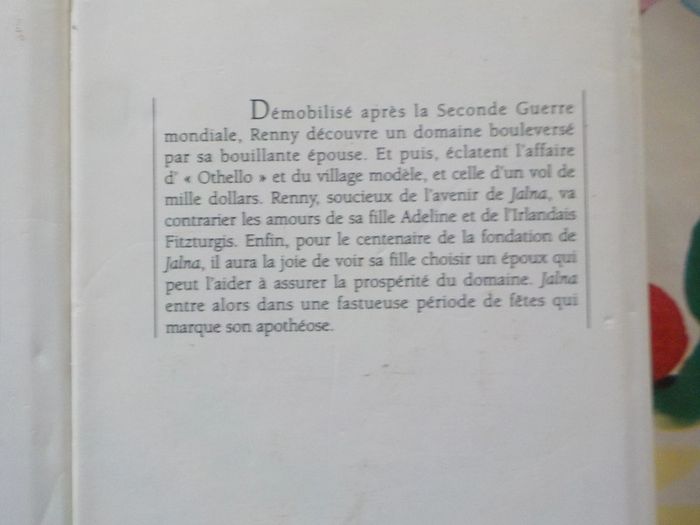 Démobilisé après la Seconde Guerre
mondiale, Renny découvre un domaine bouleversé
par sa bouillante épouse. Et puis, éclatent l'affaire
d' « Othello » et du village modèle, et celle d'un vol de
mille dollars. Renny, soucieux de l'avenir de Jalna, va
contrarier les amours de sa fille Adeline et de l'Irlandais
Fitzturgis. Enfin, pour le centenaire de la fondation de
Jalna, il aura la joie de voir sa fille choisir un époux qui
peut l'aider à assurer la prospérité du domaine. Jalna
entre alors dans une fastueuse période de fêtes qui
marque son apothéose.